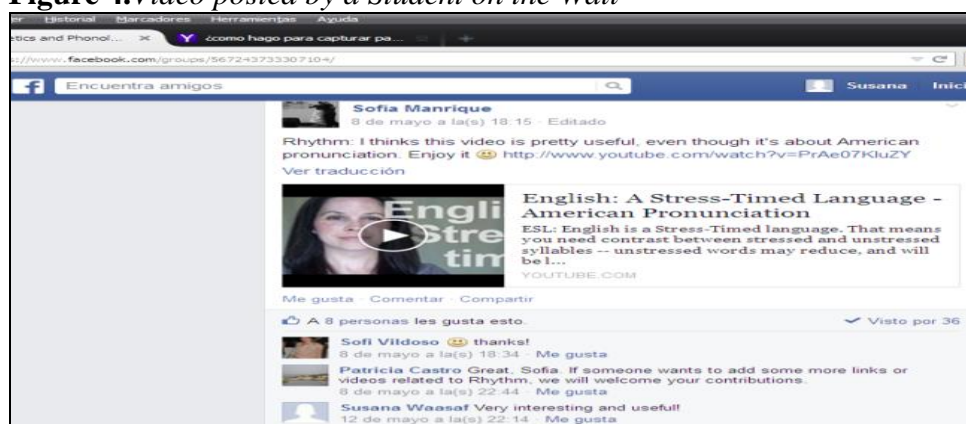 Figure 4.Video posted by a Student on the Wall
Historial Marcadores Herramientas Ayuda
etics and Phonol... × ¿como hago para capturar pa... × +
://www.facebook.com/groups/567243733307104/
f Encuentra amigos Susana Inici
Sofia Manrique
8 de mayo a la(s) 18:15 · Editado
Rhythm: I thinks this video is pretty useful, even though it's about American
pronunciation. Enjoy it http://www.youtube.com/watch?v=PrAe07KluZY
Ver traducción
Engli
Stre
tim
English: A Stress-Timed Language -
American Pronunciation
ESL: English is a Stress-Timed language. That means
you need contrast between stressed and unstressed
syllables -- unstressed words may reduce, and will
be l...
YOUTUBE.COM
Me gusta · Comentar · Compartir
A 8 personas les gusta esto. Visto por 36
Sofi Vildoso thanks!
8 de mayo a la(s) 18:34 · Me gusta
Patricia Castro Great, Sofia. If someone wants to add some more links or
videos related to Rhythm, we will welcome your contributions.
8 de mayo a la(s) 22:44 · Me gusta
Susana Waasaf Very interesting and useful!
12 de mayo a la(s) 22:14 · Me gusta